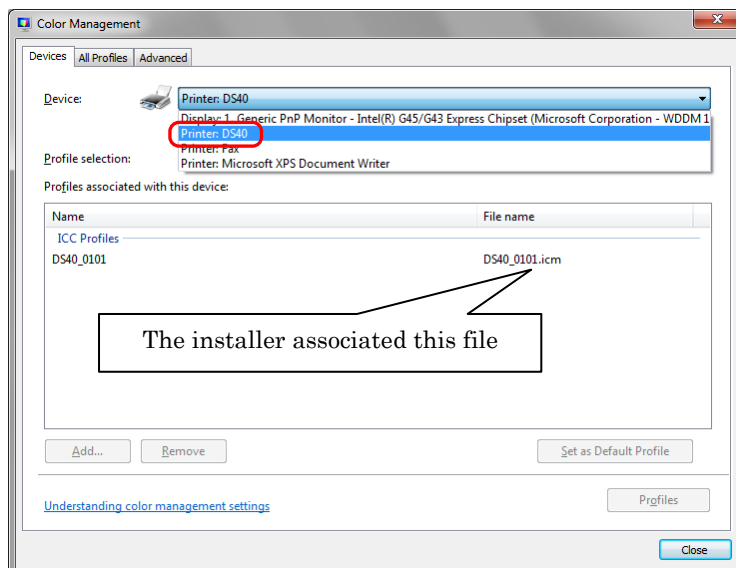 Color Management
Devices All Profiles Advanced
Device: Printer: DS40
Display: 1. Generic PnP Monitor - Intel(R) G45/G43 Express Chipset (Microsoft Corporation - WDDM 1
Printer: DS40
Printer: Fax
Profile selection: Printer: Microsoft XPS Document Writer
Profiles associated with this device:
Name File name
ICC Profiles
DS40_0101 DS40_0101.icm
The installer associated this file
Add... Remove Set as Default Profile
Understanding color management settings Profiles
Close